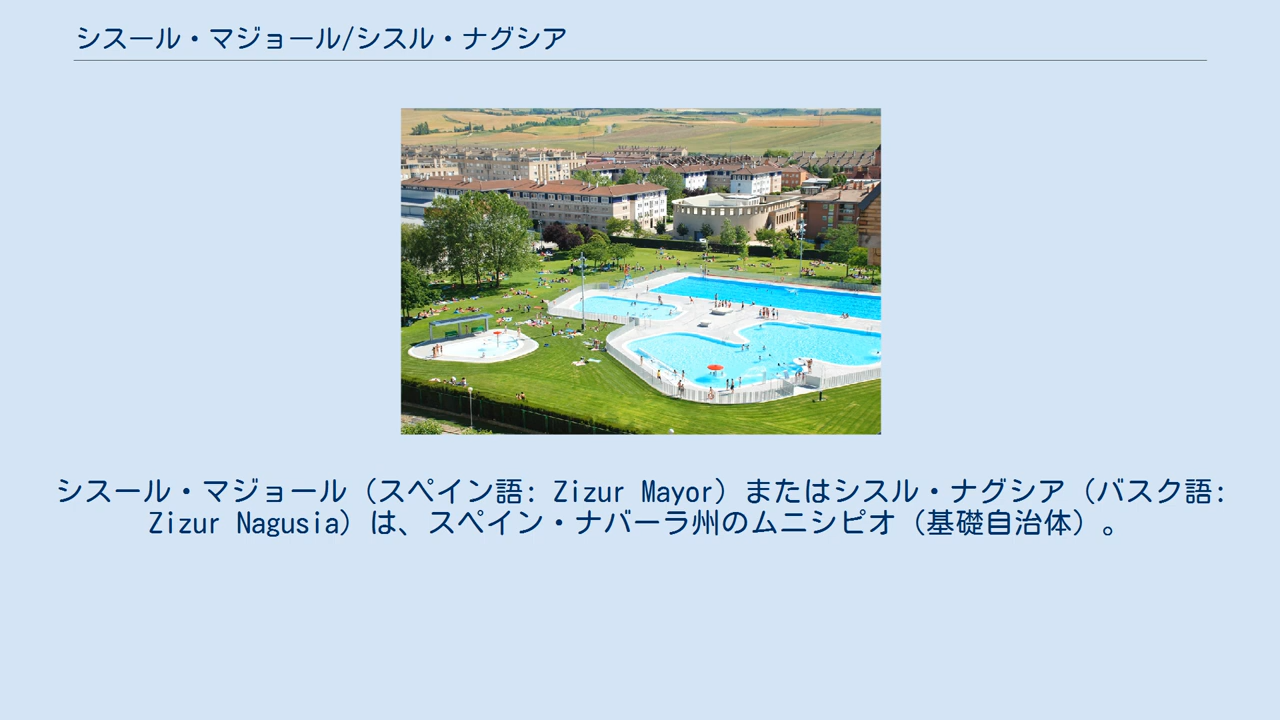 シスール・マジョール/シスル・ナグシア
シスール・マジョール（スペイン語: Zizur Mayor）またはシスル・ナグシア（バスク語:
Zizur Nagusia）は、スペイン・ナバーラ州のムニシピオ（基礎自治体）。